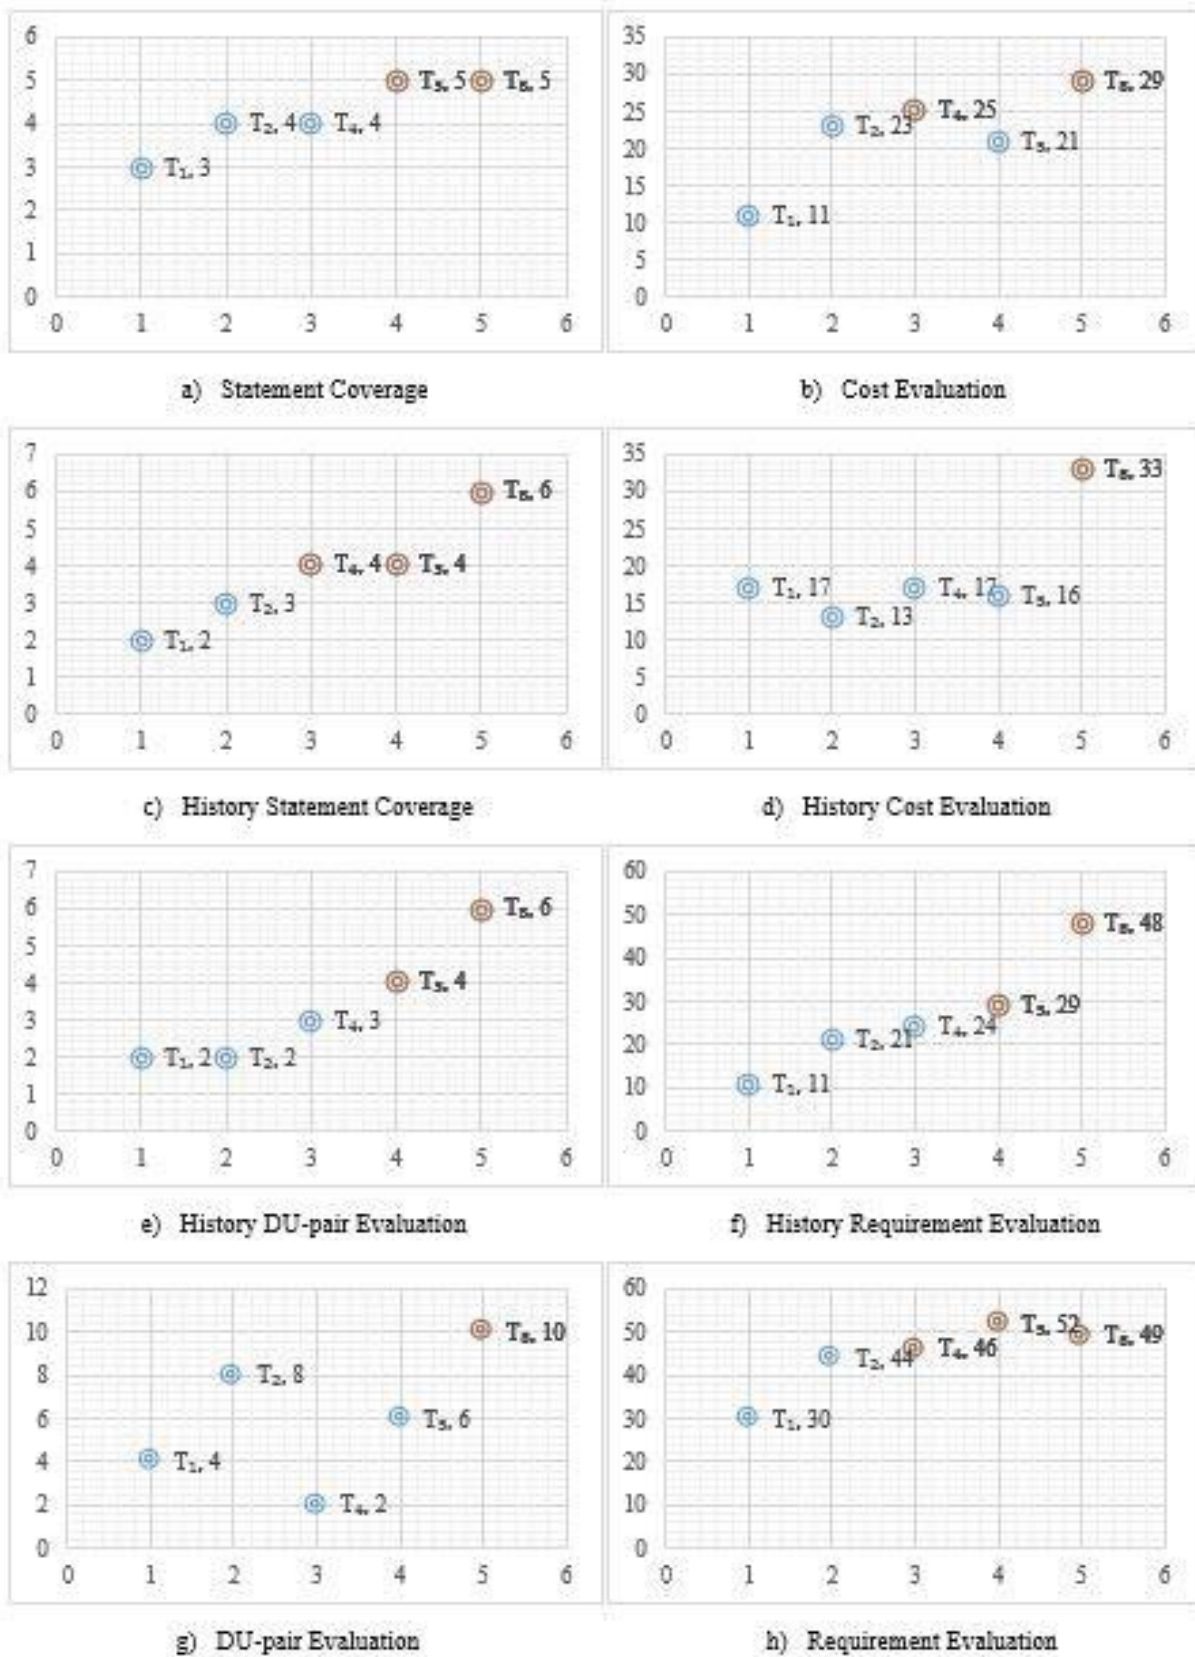 6
5
4
3
2
1
0
T₅, 5
T₈, 5
T₂, 4
T₄, 4
T₁, 3
0 1 2 3 4 5 6
a) Statement Coverage
35
30
25
20
15
10
5
0
T₈, 29
T₄, 25
T₂, 23
T₅, 21
T₁, 11
0 1 2 3 4 5 6
b) Cost Evaluation
7
6
5
4
3
2
1
0
T₈, 6
T₄, 4
T₅, 4
T₂, 3
T₁, 2
0 1 2 3 4 5 6
c) History Statement Coverage
35
30
25
20
15
10
5
0
T₈, 33
T₁, 17
T₄, 17
T₅, 16
T₂, 13
0 1 2 3 4 5 6
d) History Cost Evaluation
7
6
5
4
3
2
1
0
T₈, 6
T₅, 4
T₄, 3
T₁, 2
T₂, 2
0 1 2 3 4 5 6
e) History DU-pair Evaluation
60
50
40
30
20
10
0
T₈, 48
T₅, 29
T₄, 24
T₂, 21
T₁, 11
0 1 2 3 4 5 6
f) History Requirement Evaluation
12
10
8
6
4
2
0
T₈, 10
T₂, 8
T₅, 6
T₁, 4
T₄, 2
0 1 2 3 4 5 6
g) DU-pair Evaluation
60
50
40
30
20
10
0
T₅, 52
T₈, 49
T₄, 46
T₂, 44
T₁, 30
0 1 2 3 4 5 6
h) Requirement Evaluation